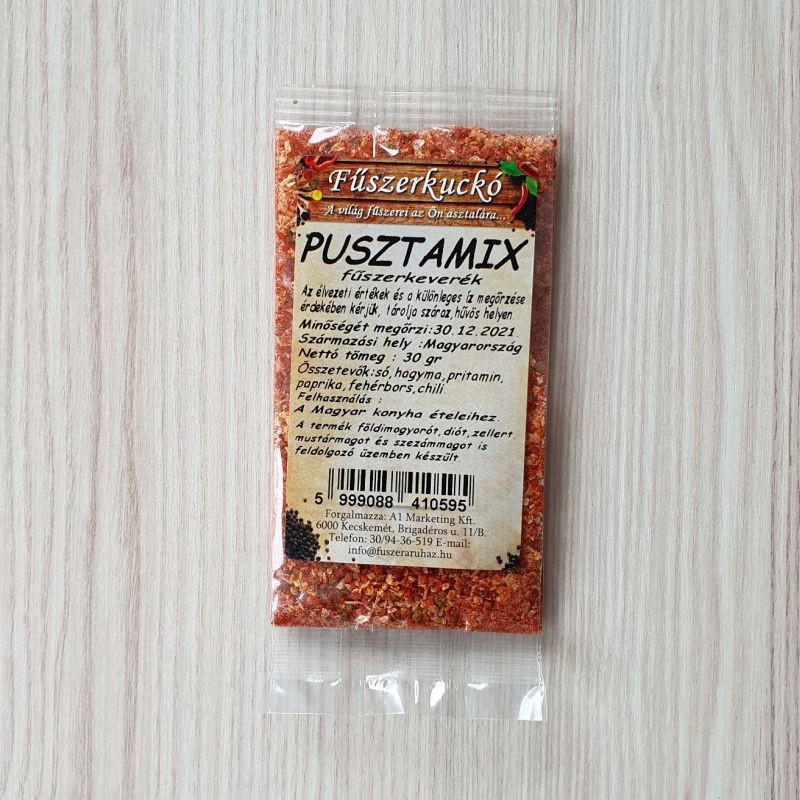 Fűszerkuckó
A világ fűszerei az Ön asztalára...
PUSZTAMIX
fűszerkeverék
Az élvezeti értékek és a különleges íz megőrzése
érdekében kérjük, tárolja száraz, hűvös helyen.
Minőségét megőrzi:30.12.2021
Származási hely :Magyarország
Nettó tömeg : 30 gr
Összetevők:só,hagyma,pritamin,
paprika,fehérbors,chili.
Felhasználás :
A Magyar konyha ételeihez.
A termék földimogyorót,diót,zellert,
mustármagot és szezámmagot is
feldolgozó üzemben készült.
5 999088 410595
Forgalmazza: A1 Marketing Kft.
6000 Kecskemét, Brigadéros u. 11/B.
Telefon: 30/94-36-519 E-mail:
info@fuszeraruhaz.hu